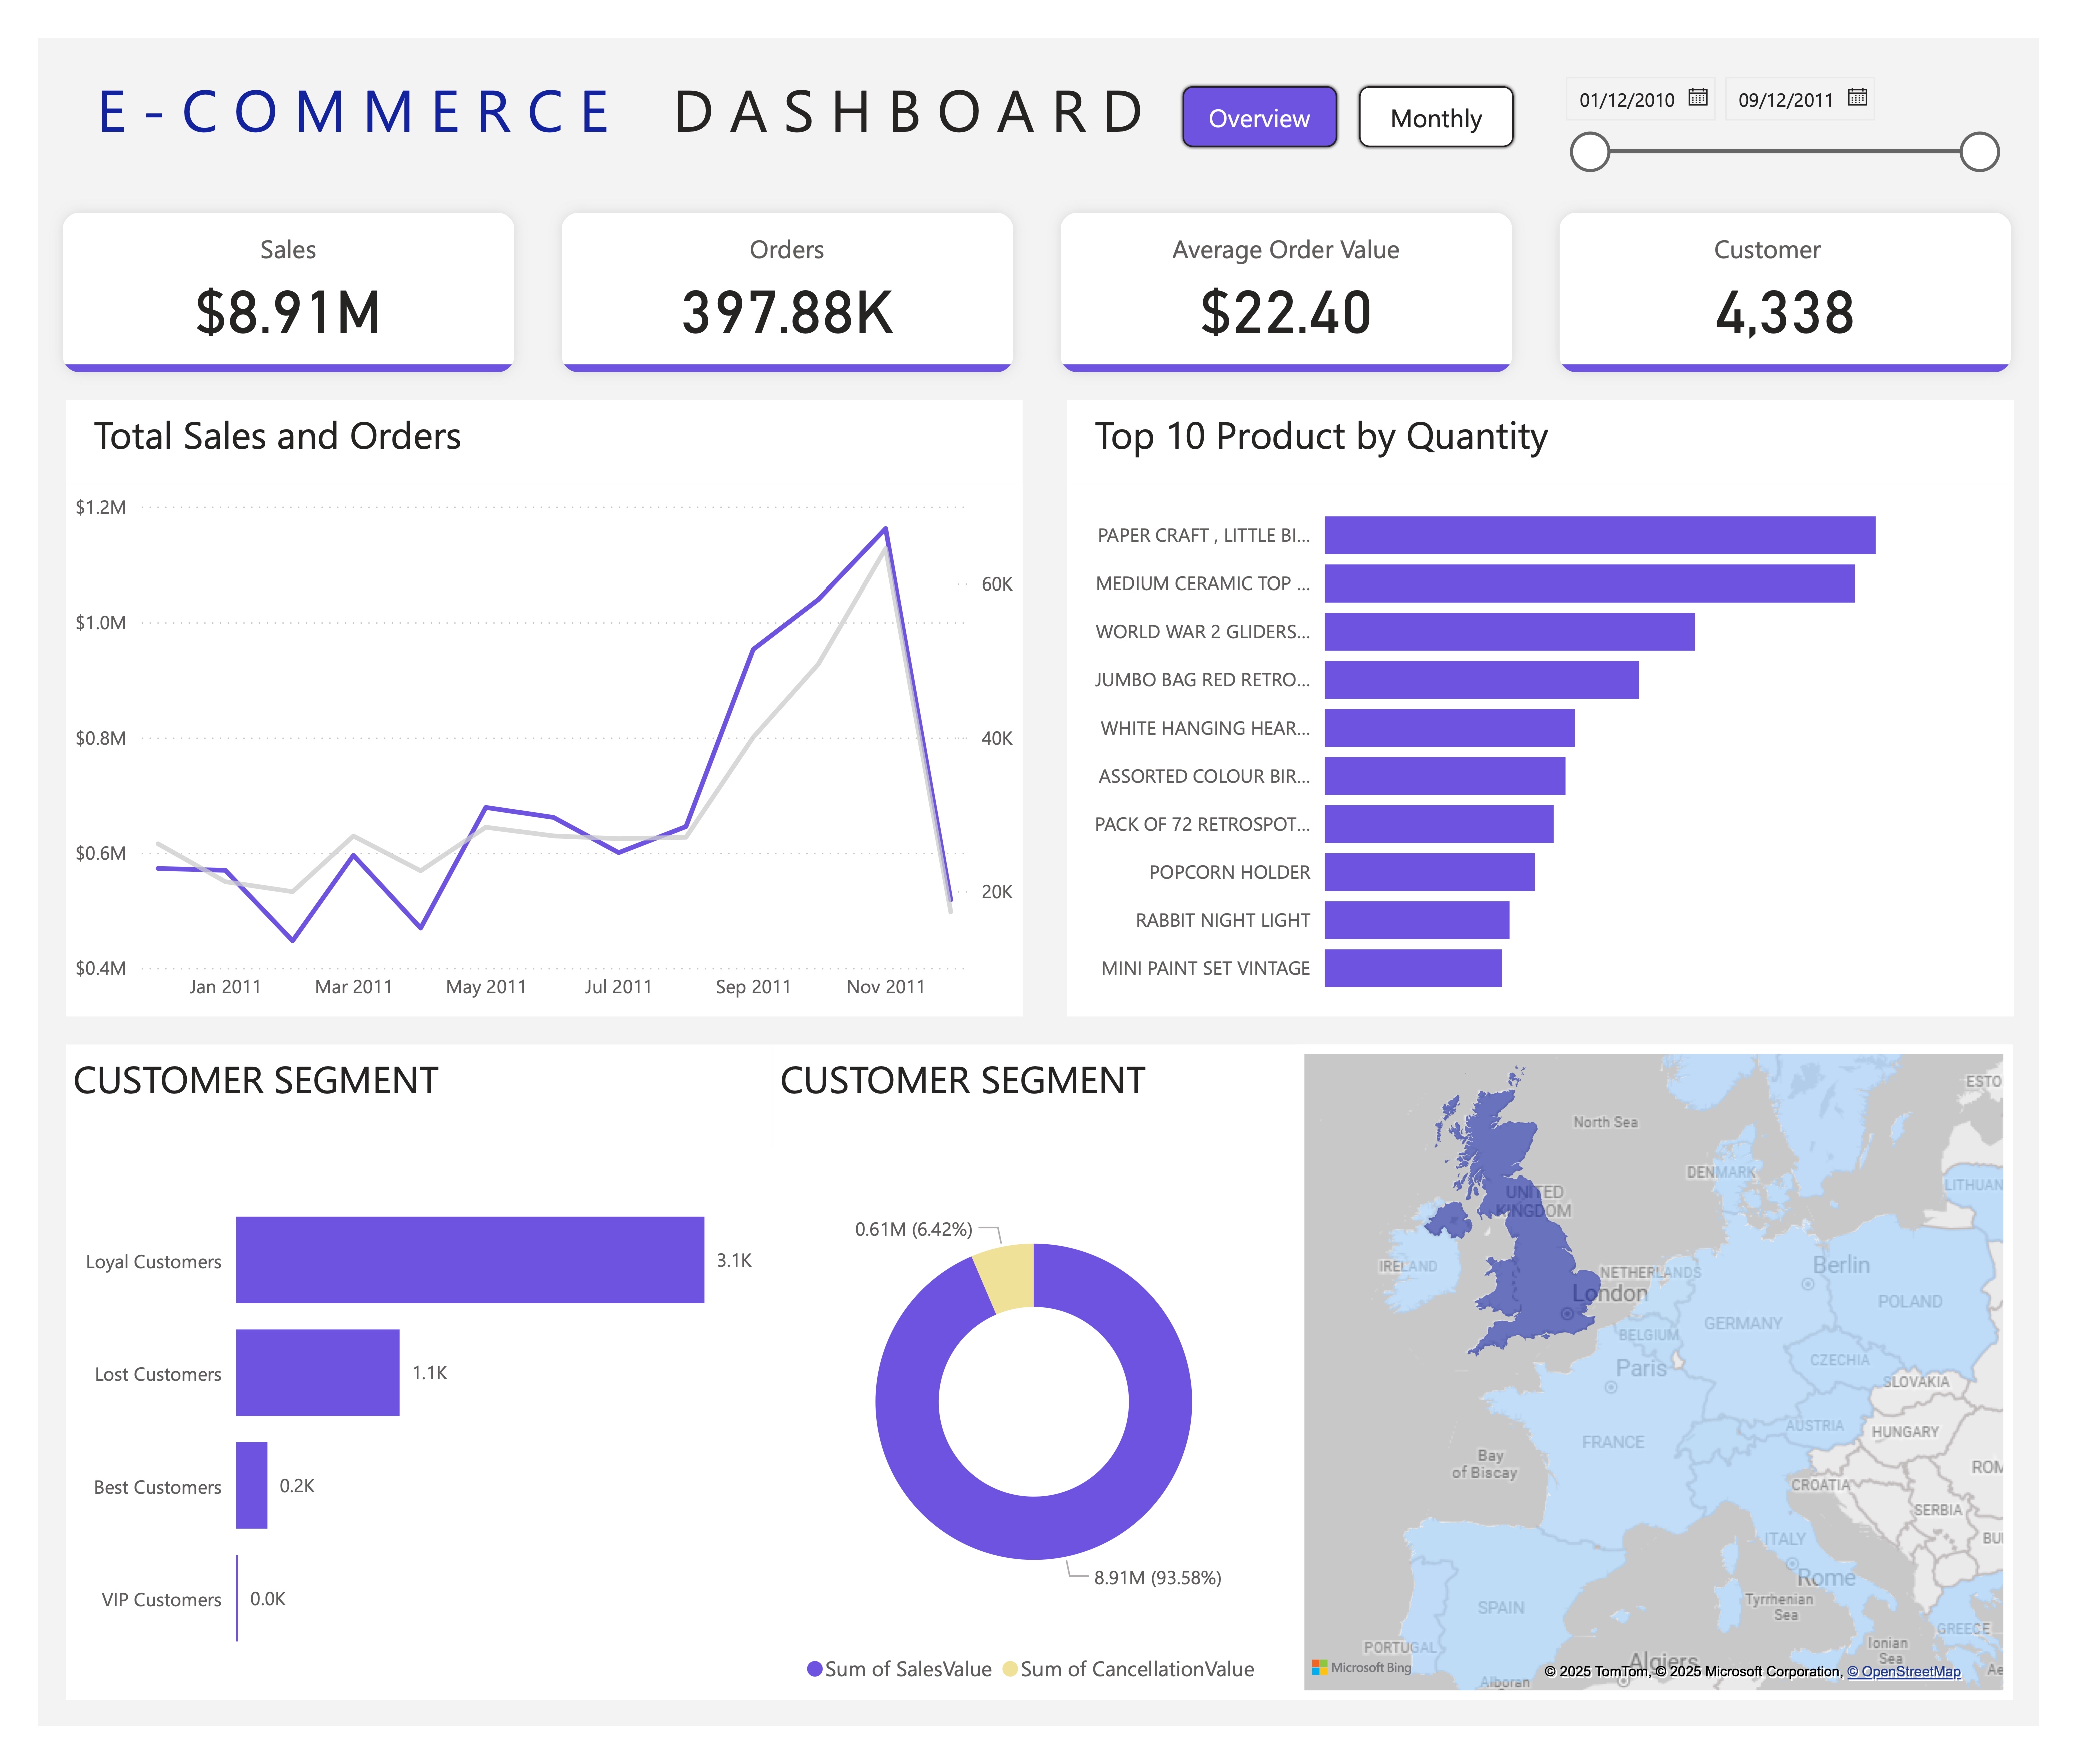 E-COMMERCE DASHBOARD
Overview
Monthly
01/12/2010
09/12/2011
Sales
$8.91M
Orders
397.88K
Average Order Value
$22.40
Customer
4,338
Total Sales and Orders
$1.2M
$1.0M
$0.8M
$0.6M
$0.4M
60K
40K
20K
Jan 2011
Mar 2011
May 2011
Jul 2011
Sep 2011
Nov 2011
Top 10 Product by Quantity
PAPER CRAFT , LITTLE BI...
MEDIUM CERAMIC TOP ...
WORLD WAR 2 GLIDERS...
JUMBO BAG RED RETRO...
WHITE HANGING HEAR...
ASSORTED COLOUR BIR...
PACK OF 72 RETROSPOT...
POPCORN HOLDER
RABBIT NIGHT LIGHT
MINI PAINT SET VINTAGE
CUSTOMER SEGMENT
Loyal Customers
3.1K
Lost Customers
1.1K
Best Customers
0.2K
VIP Customers
0.0K
CUSTOMER SEGMENT
0.61M (6.42%)
8.91M (93.58%)
Sum of SalesValue
Sum of CancellationValue
ESTO
North Sea
DENMARK
LITHUAN
UNITED
KINGDOM
IRELAND
NETHERLANDS
Berlin
London
POLAND
GERMANY
BELGIUM
CZECHIA
Paris
SLOVAKIA
AUSTRIA
HUNGARY
FRANCE
Bay
of Biscay
ROM
CROATIA
SERBIA
ITALY
BU
Rome
Tyrrhenian
Sea
SPAIN
GREECE
PORTUGAL
Ionian
Sea
Algiers
Ae
Alboran
Microsoft Bing
© 2025 TomTom, © 2025 Microsoft Corporation, © OpenStreetMap